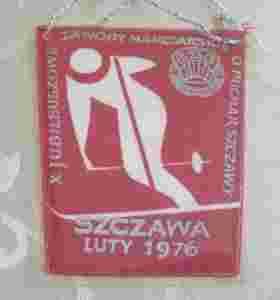 X JUBILEUSZOWE
ZAWODY NARCIARSKIE
O PUCHAR SZCZAWY
SZCZAWA
LUTY 1976